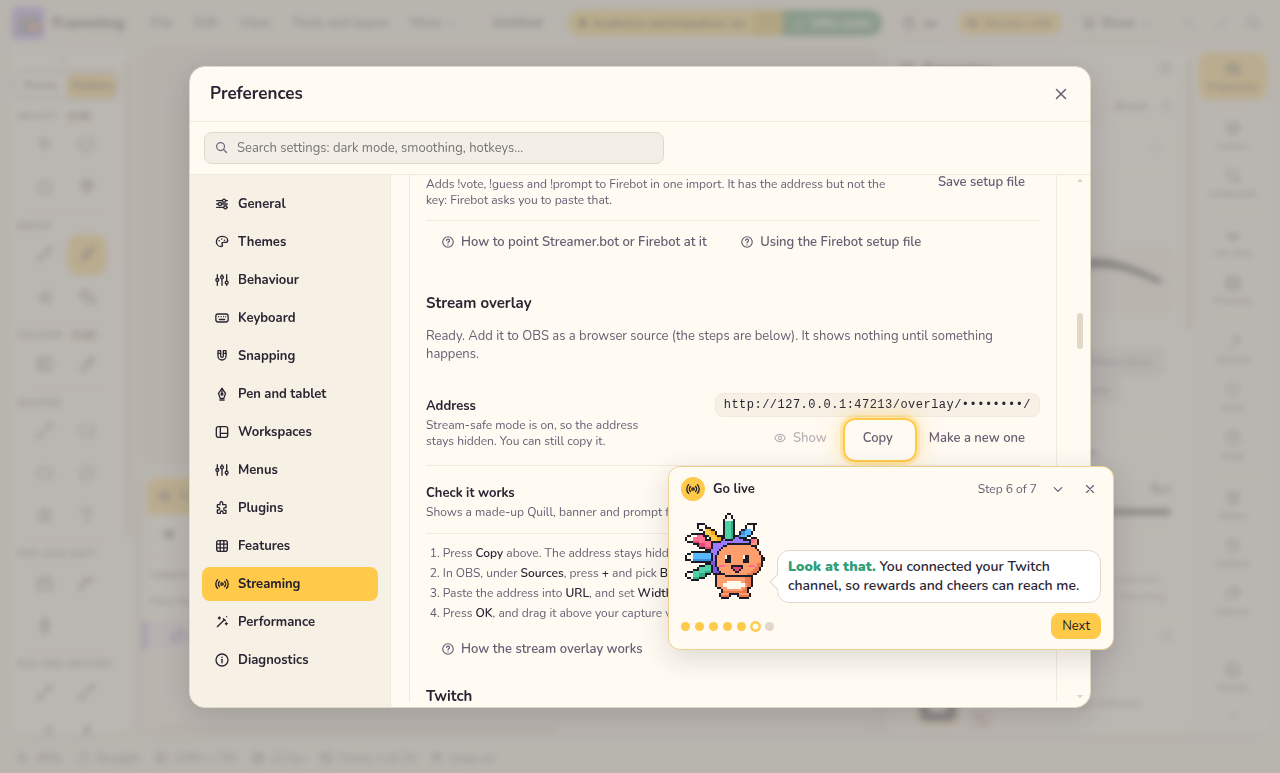 Preferences
Search settings: dark mode, smoothing, hotkeys...
General
Themes
Behaviour
Keyboard
Snapping
Pen and tablet
Workspaces
Menus
Plugins
Features
Streaming
Performance
Diagnostics
Adds !vote, !guess and !prompt to Firebot in one import. It has the address but not the
key: Firebot asks you to paste that.
Save setup file
How to point Streamer.bot or Firebot at it
Using the Firebot setup file
Stream overlay
Ready. Add it to OBS as a browser source (the steps are below). It shows nothing until something
happens.
Address
http://127.0.0.1:47213/overlay/••••••••/
Stream-safe mode is on, so the address
stays hidden. You can still copy it.
Show
Copy
Make a new one
Check it works
Shows a made-up Quill, banner and prompt
1. Press Copy above. The address stays
2. In OBS, under Sources, press + and pick
3. Paste the address into URL, and set
4. Press OK, and drag it above your capture
How the stream overlay works
Twitch
Go live
Step 6 of 7
Look at that. You connected your Twitch
channel, so rewards and cheers can reach me.
Next